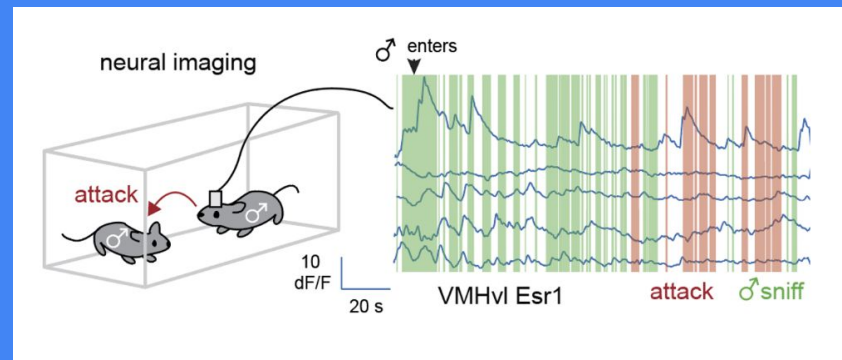 neural imaging
attack
♂
♂
♂ enters
10
dF/F
20 s
VMHvl Esr1
attack
♂ sniff